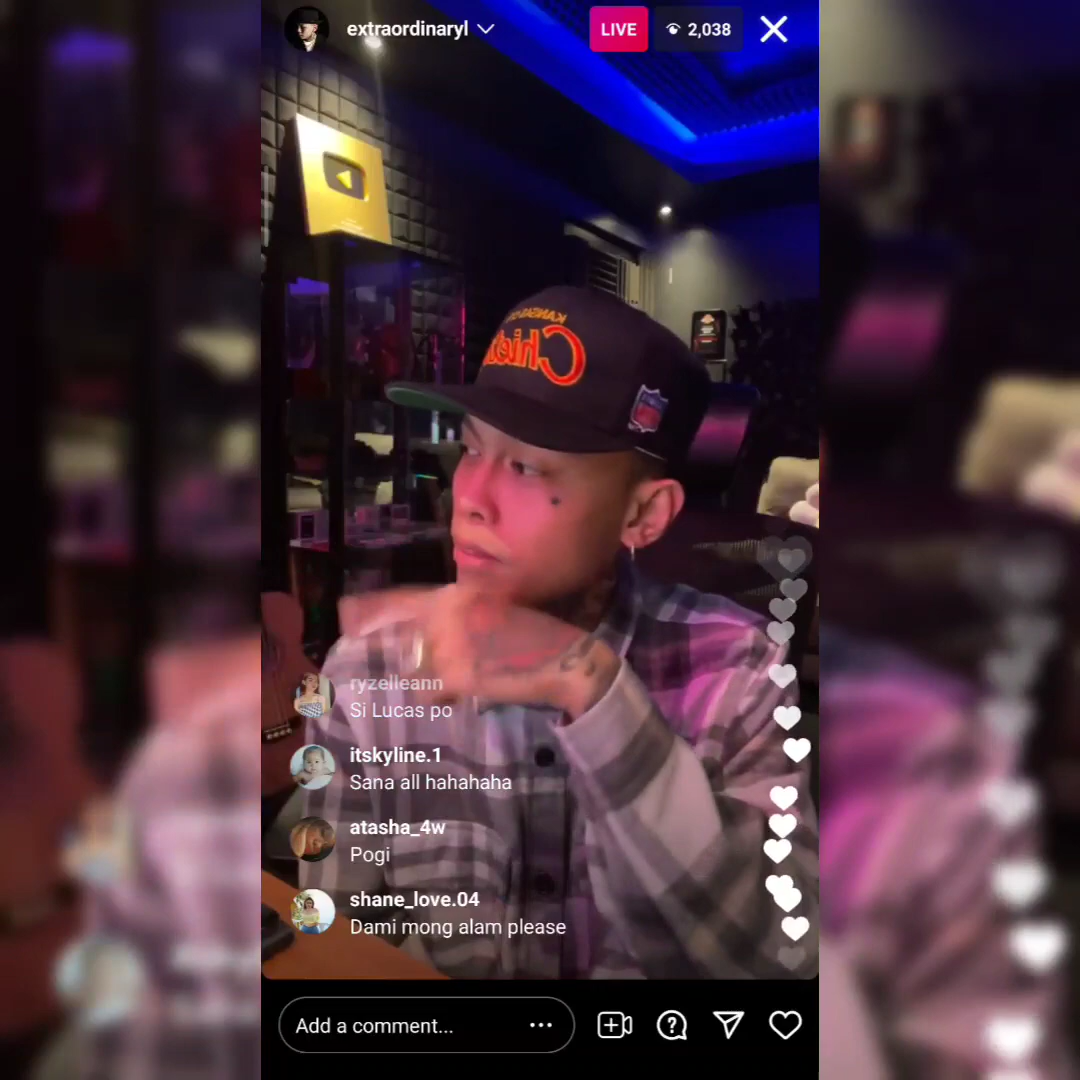 extraordinaryl
LIVE
2,038
KANSAS
Chiefs
ryzelleann
Si Lucas po
itskyline.1
Sana all hahahaha
atasha_4w
Pogi
shane_love.04
Dami mong alam please
Add a comment...